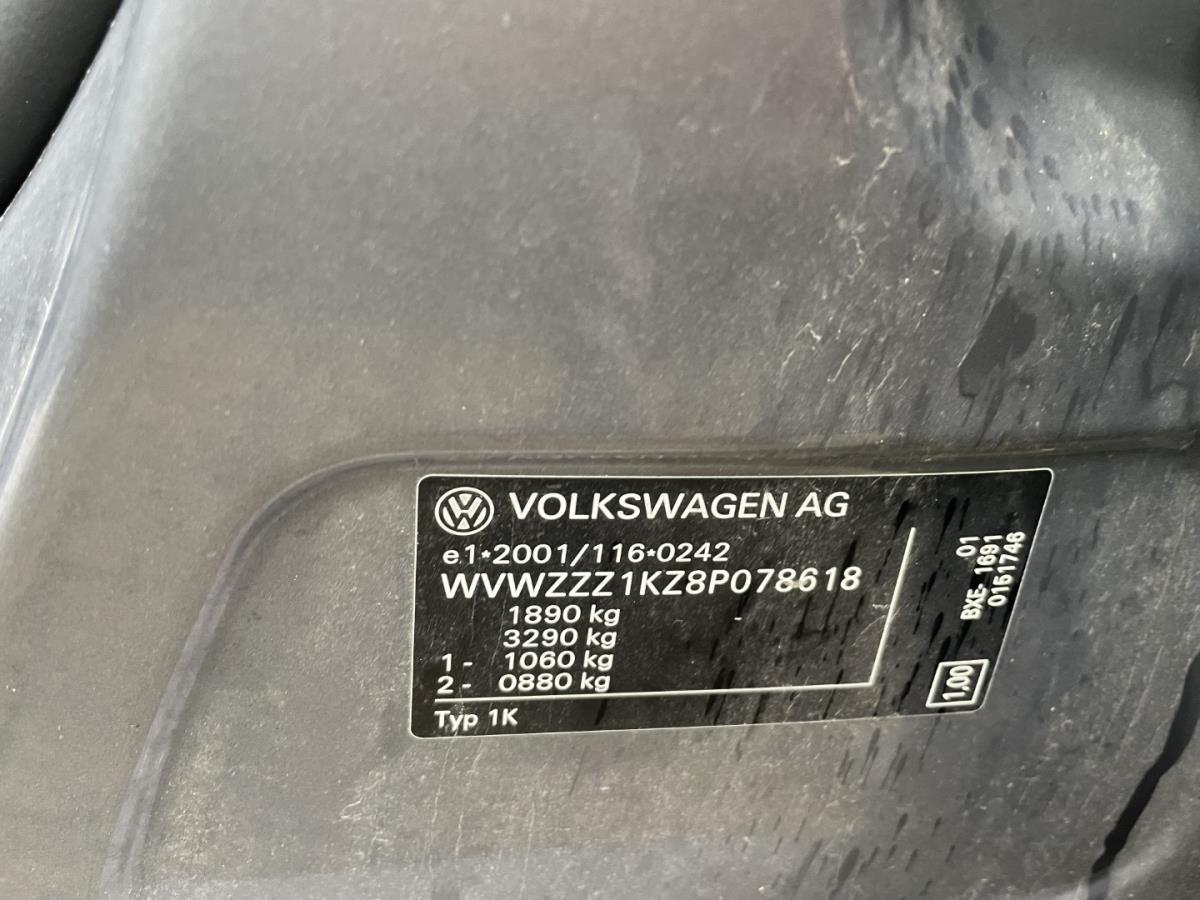 VOLKSWAGEN AG
e1*2001/116*0242
WVWZZZ1KZ8P078618
1890 kg
3290 kg
1- 1060 kg
2- 0880 kg
Typ 1K
01
BXE- 1691
0161746
1.00